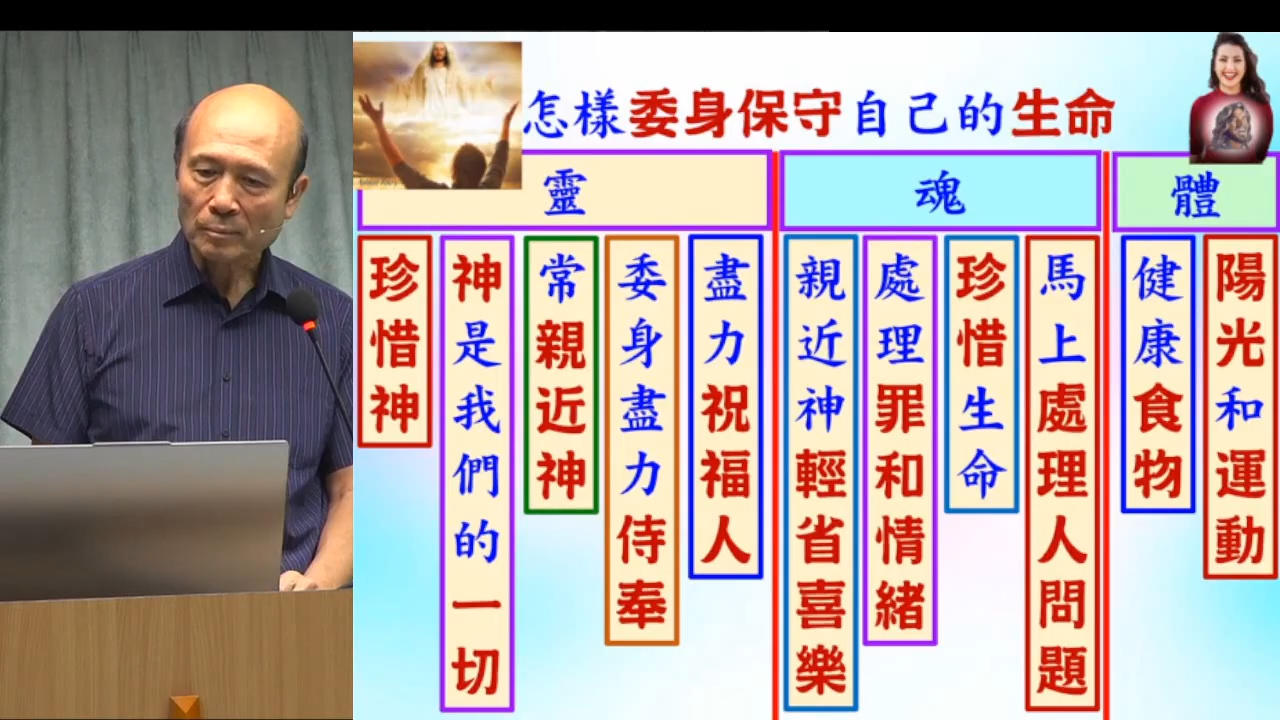 怎樣委身保守自己的生命
靈
魂
體
珍惜神
神是我們的一切
常親近神
委身盡力侍奉
盡力祝福人
親近神輕省喜樂
處理罪和情緒
珍惜生命
馬上處理人問題
健康食物
陽光和運動